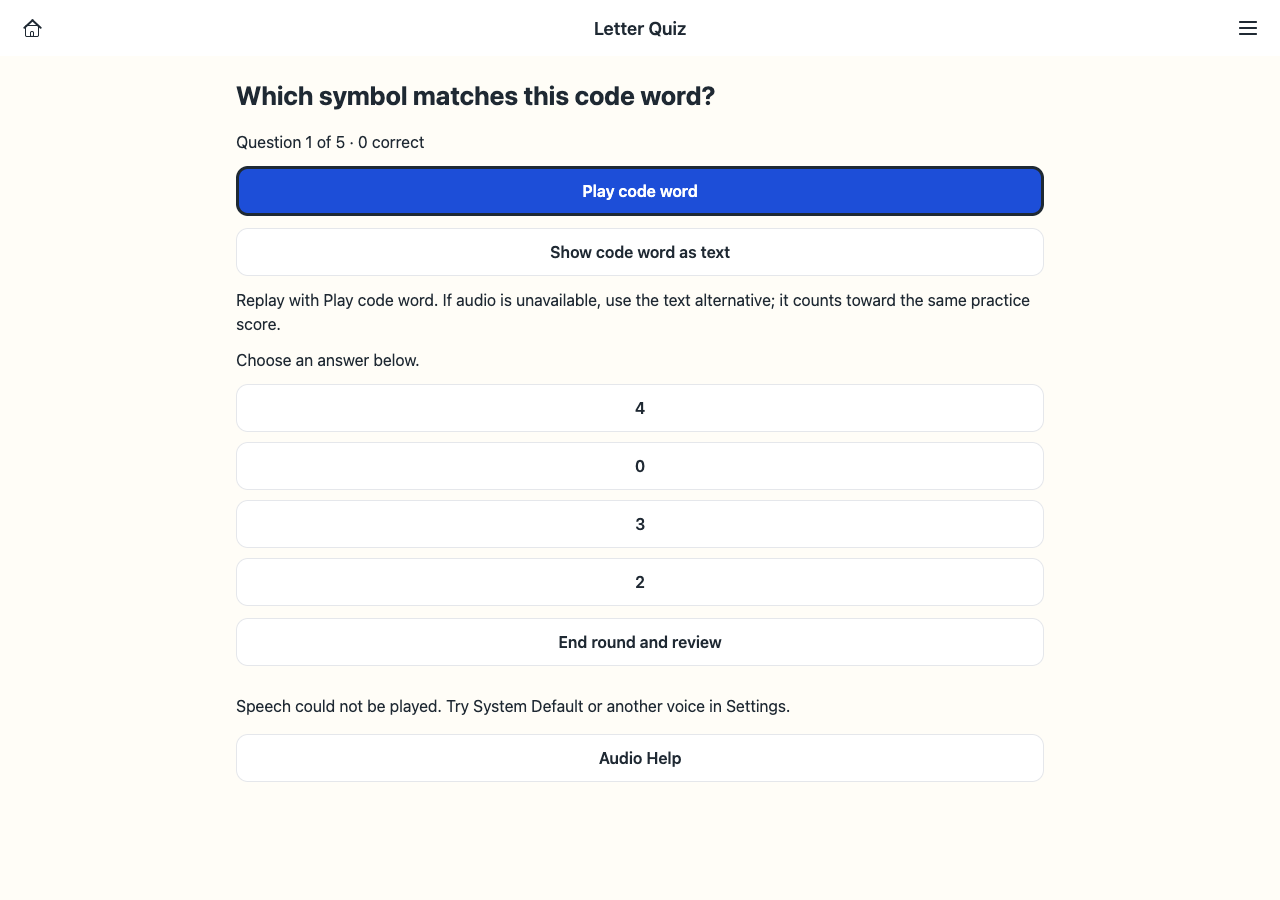 Letter Quiz
Which symbol matches this code word?
Question 1 of 5 · 0 correct
Play code word
Show code word as text
Replay with Play code word. If audio is unavailable, use the text alternative; it counts toward the same practice
score.
Choose an answer below.
4
0
3
2
End round and review
Speech could not be played. Try System Default or another voice in Settings.
Audio Help